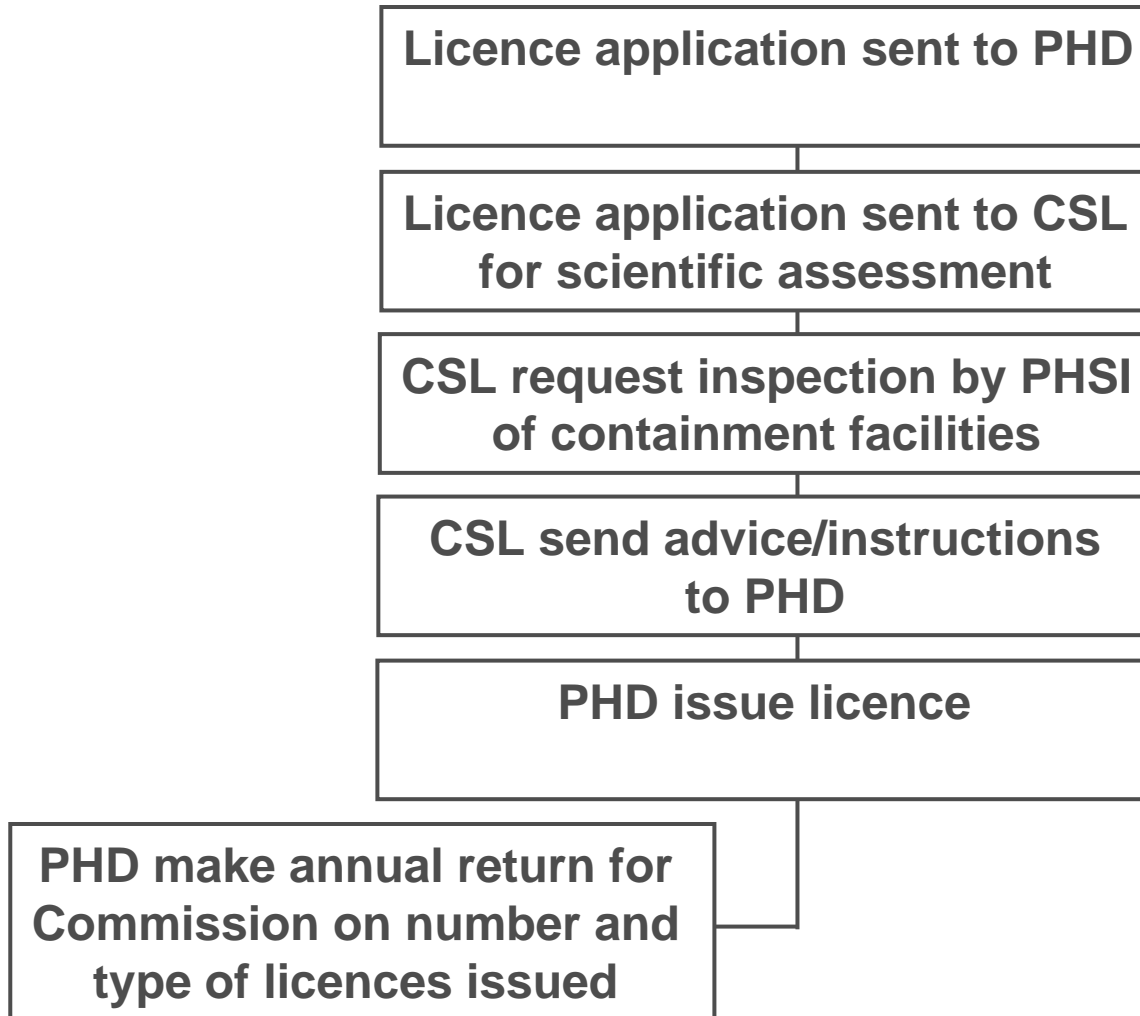 Licence application sent to PHD
Licence application sent to CSL
for scientific assessment
CSL request inspection by PHSI
of containment facilities
CSL send advice/instructions
to PHD
PHD issue licence
PHD make annual return for
Commission on number and
type of licences issued